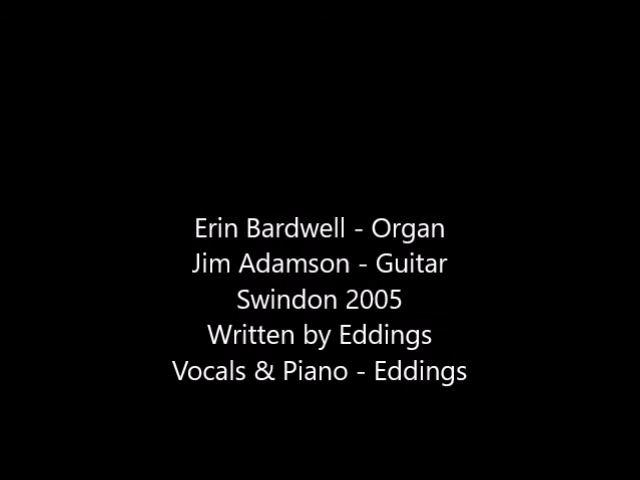 Erin Bardwell - Organ
Jim Adamson - Guitar
Swindon 2005
Written by Eddings
Vocals & Piano - Eddings